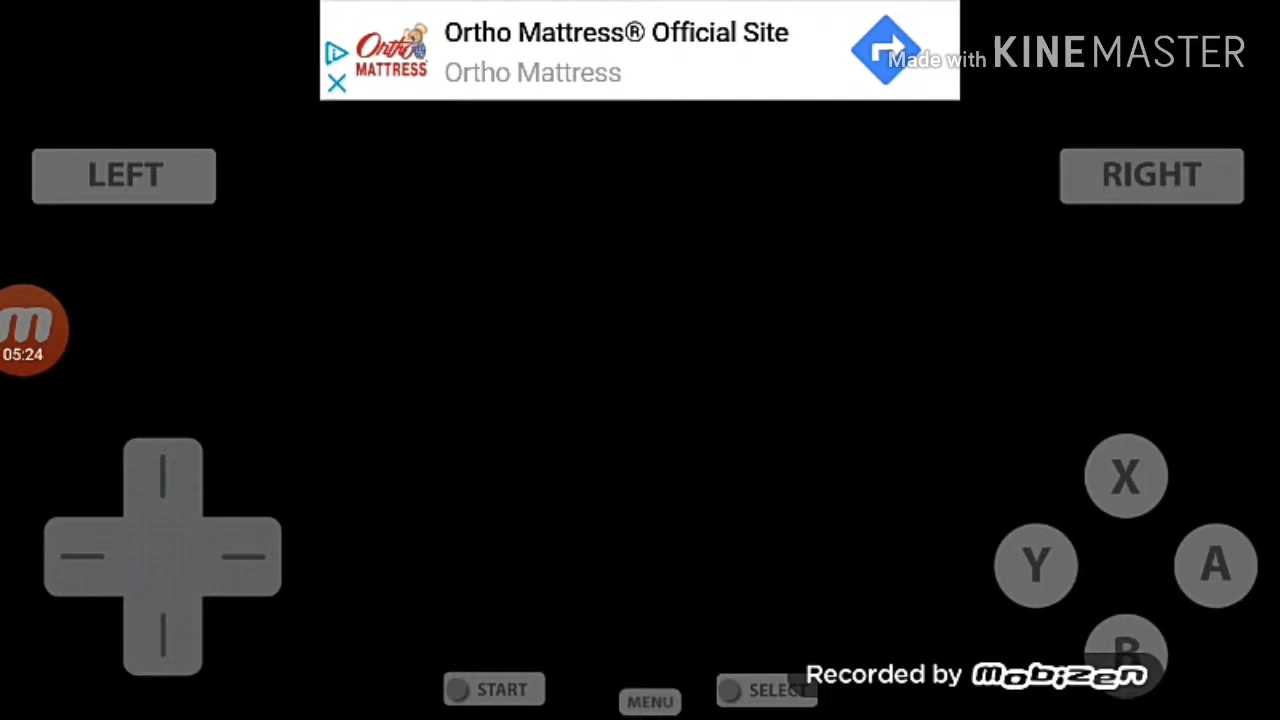 Ortho Mattress® Official Site
Ortho
MATTRESS
Ortho Mattress
Made with KINEMASTER
LEFT
RIGHT
05:24
X
Y
A
B
START
MENU
SELECT
Recorded by mobizen